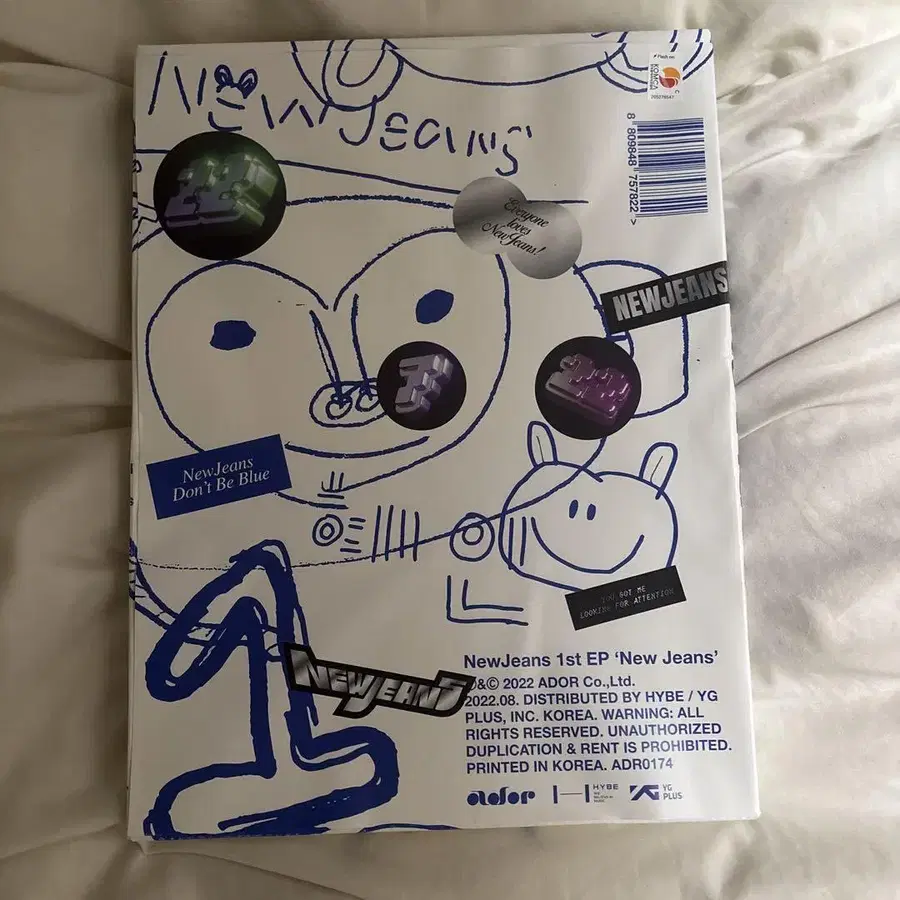 NewJeans
KOMCA
8 809848 757822 >
Everyone
loves
NewJeans!
NEWJEANS
NewJeans
Don't Be Blue
YOU GOT ME
LOOKING FOR ATTENTION
NEWJEANS
NewJeans 1st EP ‘New Jeans’
℗&© 2022 ADOR Co.,Ltd.
2022.08. DISTRIBUTED BY HYBE / YG
PLUS, INC. KOREA. WARNING: ALL
RIGHTS RESERVED. UNAUTHORIZED
DUPLICATION & RENT IS PROHIBITED.
PRINTED IN KOREA. ADR0174
ador
HYBE
YG
PLUS